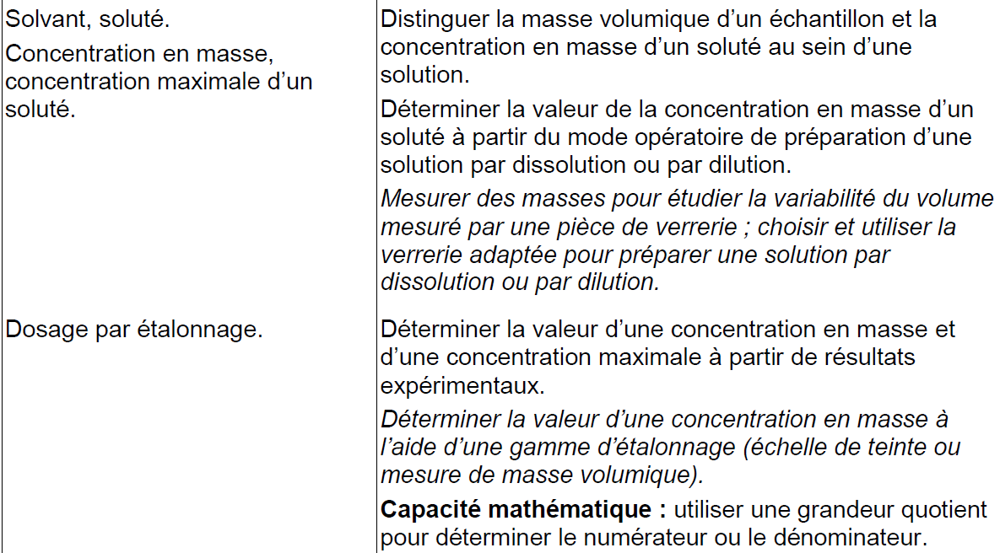 Solvant, soluté.
Concentration en masse,
concentration maximale d’un
soluté.
Distinguer la masse volumique d’un échantillon et la
concentration en masse d’un soluté au sein d’une
solution.
Déterminer la valeur de la concentration en masse d’un
soluté à partir du mode opératoire de préparation d’une
solution par dissolution ou par dilution.
Mesurer des masses pour étudier la variabilité du volume
mesuré par une pièce de verrerie ; choisir et utiliser la
verrerie adaptée pour préparer une solution par
dissolution ou par dilution.
Dosage par étalonnage.
Déterminer la valeur d’une concentration en masse et
d’une concentration maximale à partir de résultats
expérimentaux.
Déterminer la valeur d’une concentration en masse à
l’aide d’une gamme d’étalonnage (échelle de teinte ou
mesure de masse volumique).
Capacité mathématique : utiliser une grandeur quotient
pour déterminer le numérateur ou le dénominateur.